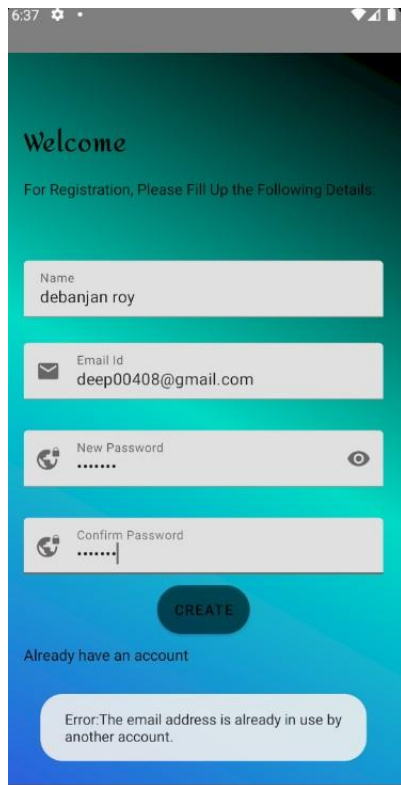 6:37
Welcome
For Registration, Please Fill Up the Following Details:
Name
debanjan roy
Email Id
deep00408@gmail.com
New Password
•••••••
Confirm Password
•••••••
CREATE
Already have an account
Error:The email address is already in use by
another account.